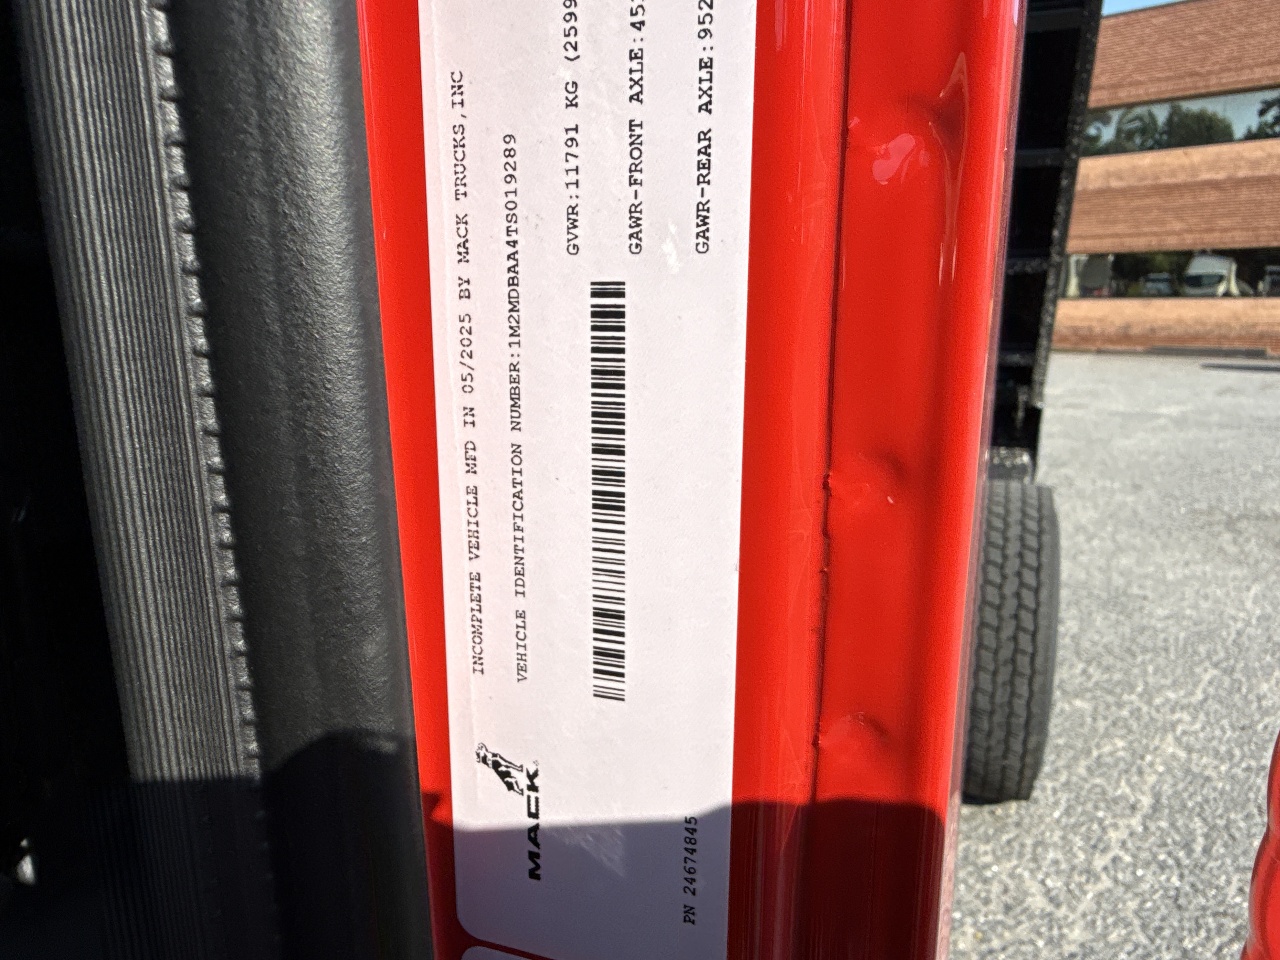 INCOMPLETE VEHICLE MFD IN 05/2025 BY MACK TRUCKS,INC
VEHICLE IDENTIFICATION NUMBER:1M2MDBAA4TS019289
GVWR:11791 KG (2599
GAWR-FRONT AXLE:45
GAWR-REAR AXLE:952
MACK
PN 24674845